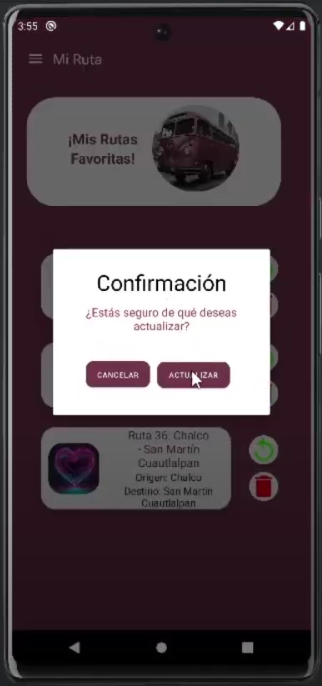 3:55
Mi Ruta
¡Mis Rutas
Favoritas!
Confirmación
¿Estás seguro de qué deseas
actualizar?
CANCELAR
ACTUALIZAR
Ruta 36: Chalco
- San Martín
Cuautlalpan
Origen: Chalco
Destino: San Martín
Cuautlalpan